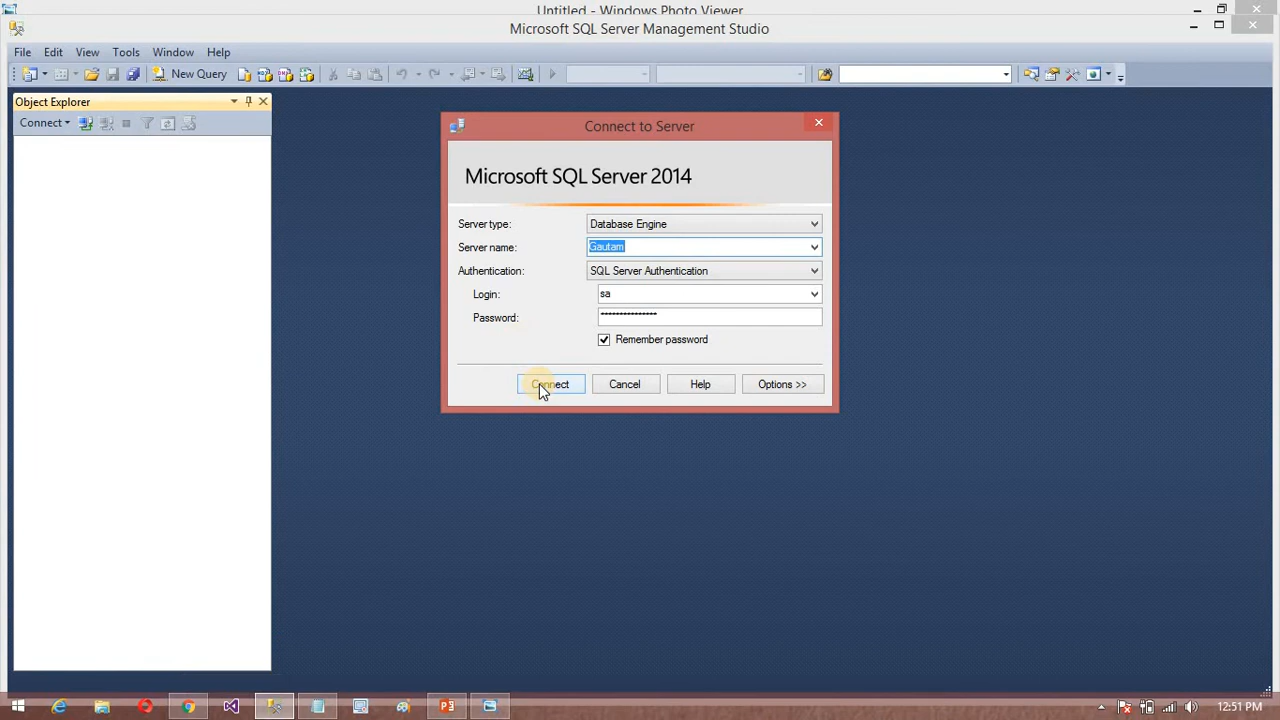 Untitled - Windows Photo Viewer
Microsoft SQL Server Management Studio
File Edit View Tools Window Help
New Query
Object Explorer
Connect
Connect to Server
Microsoft SQL Server 2014
Server type: Database Engine
Server name: Gautam
Authentication: SQL Server Authentication
Login: sa
Password: ***************
Remember password
Connect Cancel Help Options >>
12:51 PM